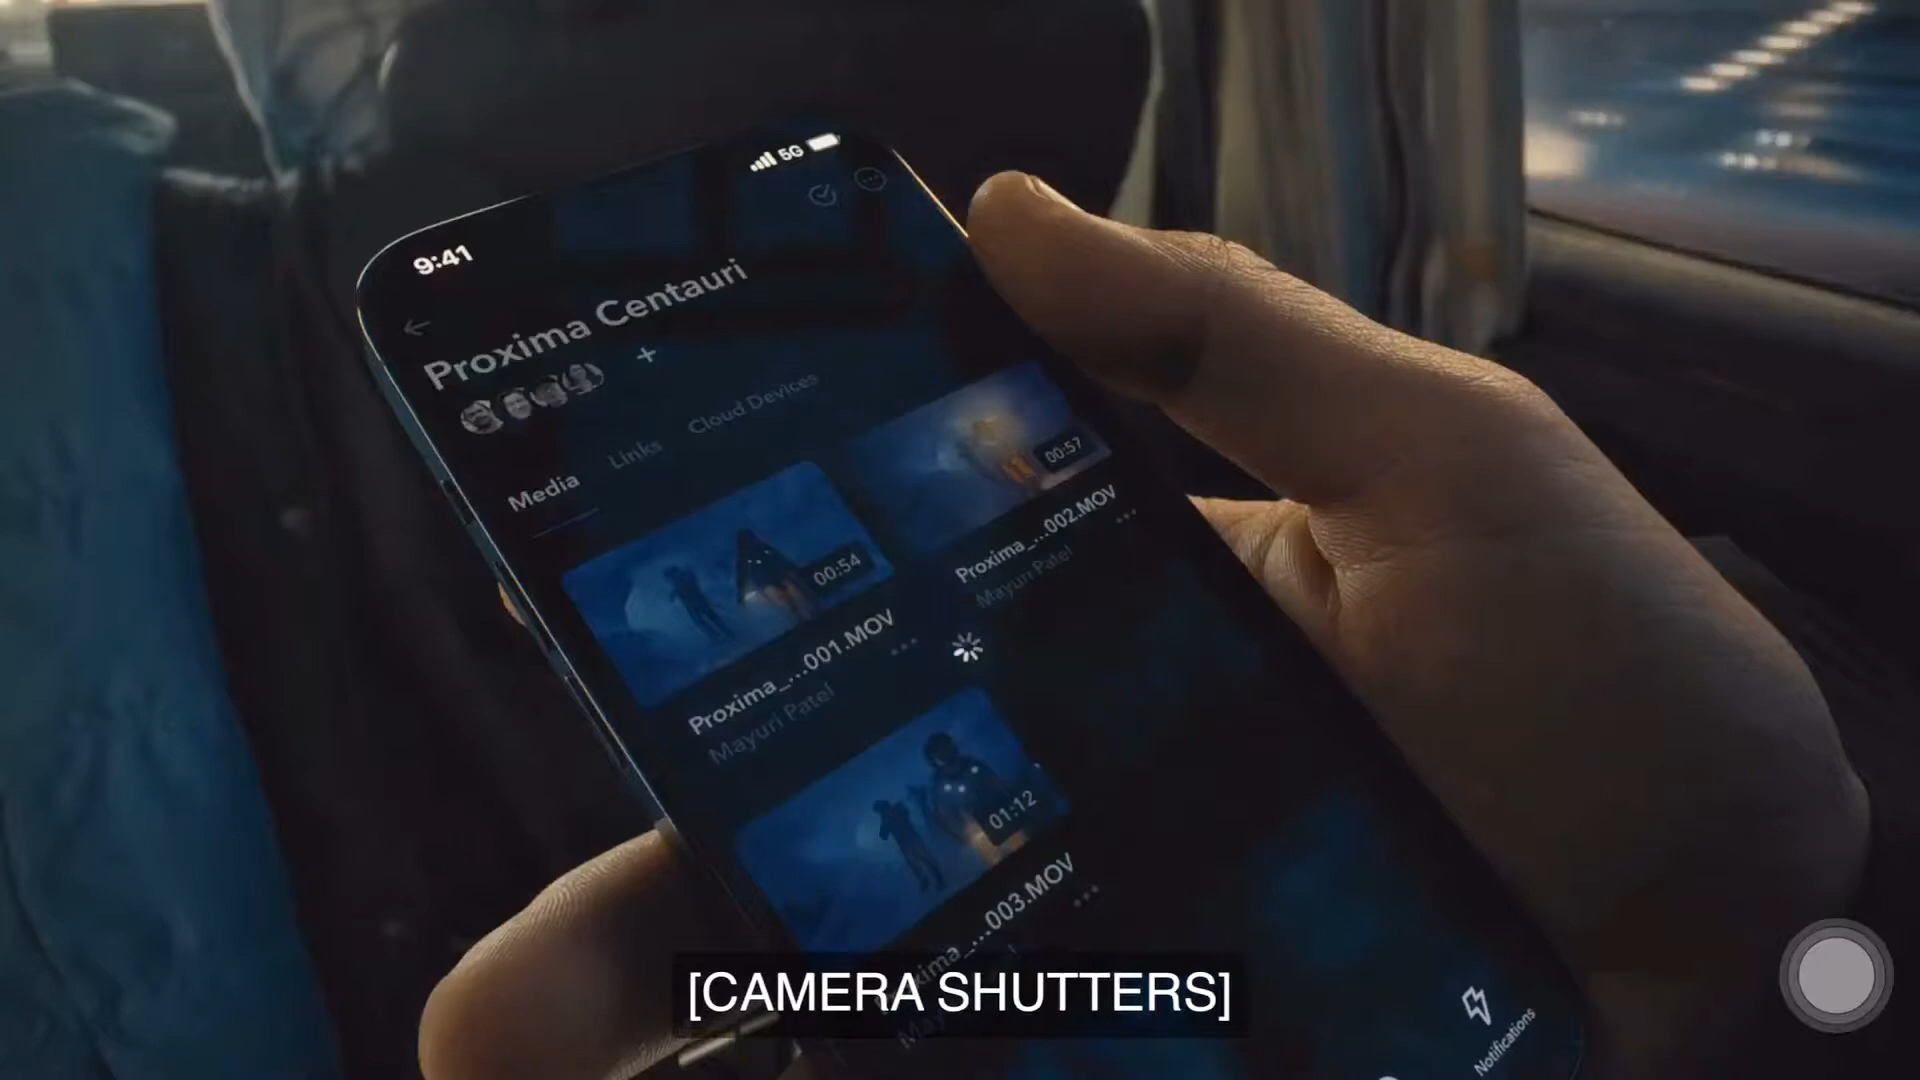 5G
9:41
Proxima Centauri
+
Media
Links
Cloud Devices
00:54
00:57
Proxima_...001.MOV
Mayuri Patel
Proxima_...002.MOV
Mayuri Patel
01:12
Proxima_...003.MOV
[CAMERA SHUTTERS]
Notifications